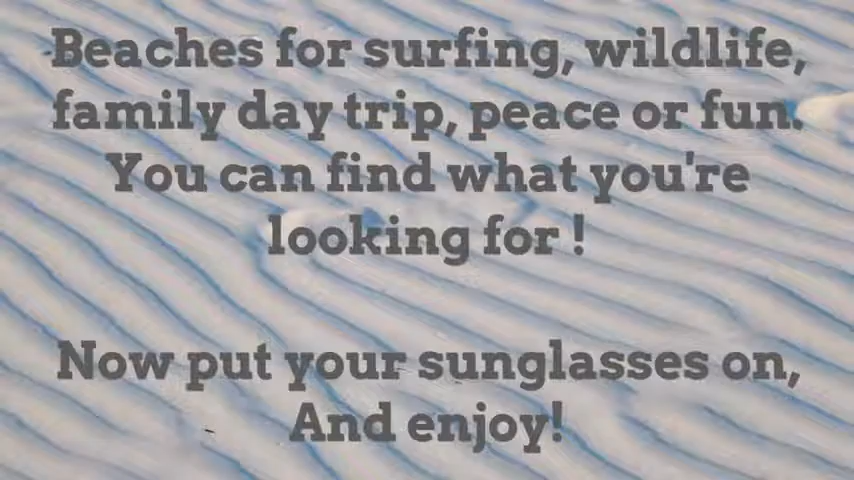 Beaches for surfing, wildlife,
family day trip, peace or fun.
You can find what you're
looking for !
Now put your sunglasses on,
And enjoy!